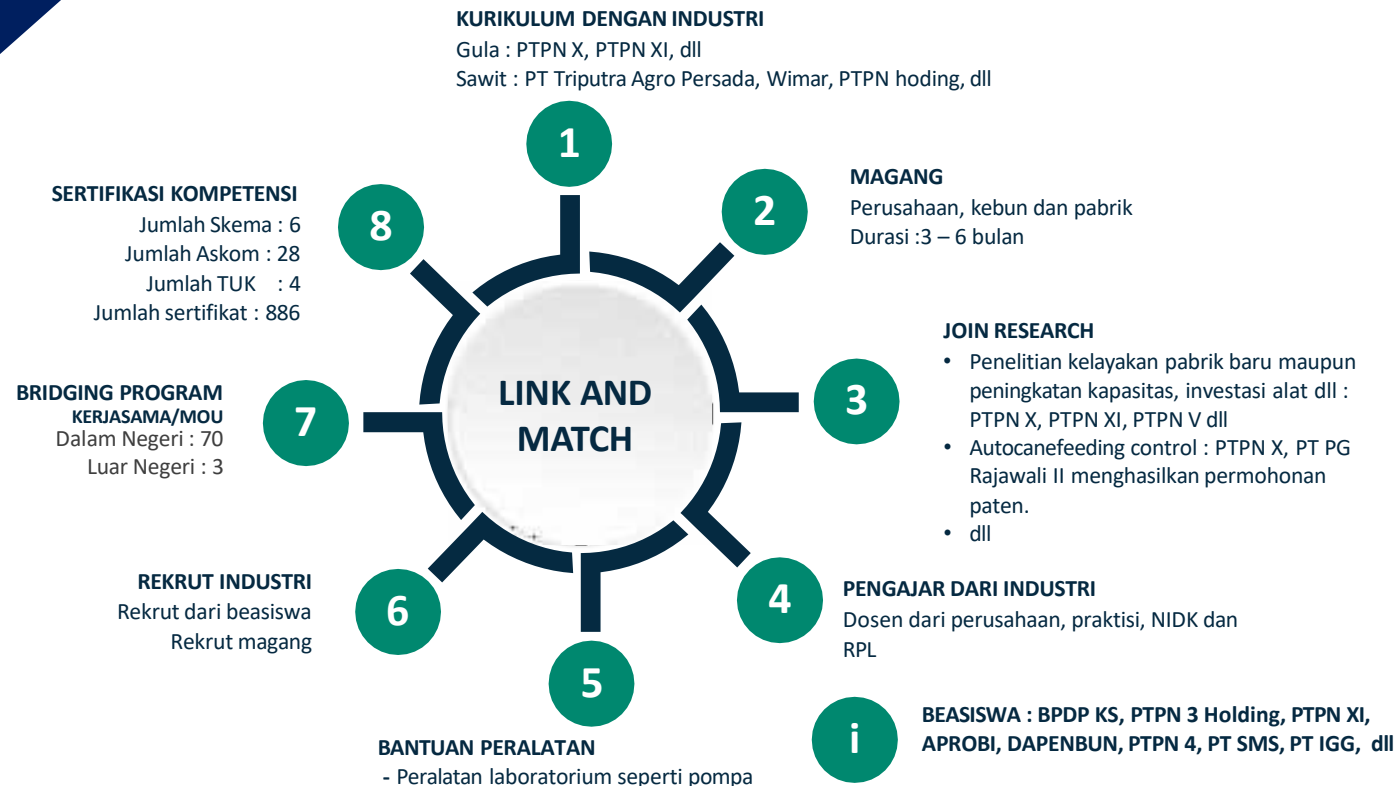 KURIKULUM DENGAN INDUSTRI
Gula : PTPN X, PTPN XI, dll
Sawit : PT Triputra Agro Persada, Wimar, PTPN hoding, dll
1
2
MAGANG
Perusahaan, kebun dan pabrik
Durasi :3 – 6 bulan
3
JOIN RESEARCH
• Penelitian kelayakan pabrik baru maupun
peningkatan kapasitas, investasi alat dll :
PTPN X, PTPN XI, PTPN V dll
• Autocanefeeding control : PTPN X, PT PG
Rajawali II menghasilkan permohonan
paten.
• dll
4
PENGAJAR DARI INDUSTRI
Dosen dari perusahaan, praktisi, NIDK dan
RPL
5
BANTUAN PERALATAN
- Peralatan laboratorium seperti pompa
6
REKRUT INDUSTRI
Rekrut dari beasiswa
Rekrut magang
7
BRIDGING PROGRAM
KERJASAMA/MOU
Dalam Negeri : 70
Luar Negeri : 3
8
SERTIFIKASI KOMPETENSI
Jumlah Skema : 6
Jumlah Askom : 28
Jumlah TUK : 4
Jumlah sertifikat : 886
LINK AND
MATCH
i
BEASISWA : BPDP KS, PTPN 3 Holding, PTPN XI,
APROBI, DAPENBUN, PTPN 4, PT SMS, PT IGG, dll